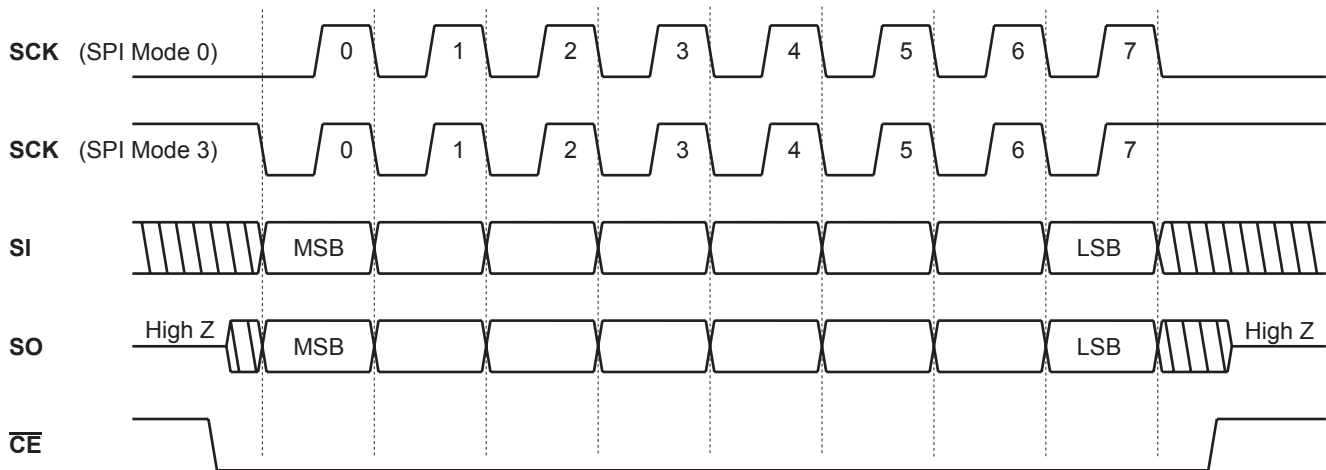 SCK (SPI Mode 0) 0 1 2 3 4 5 6 7
SCK (SPI Mode 3) 0 1 2 3 4 5 6 7
SI MSB LSB
SO High Z MSB LSB High Z
C̅E̅